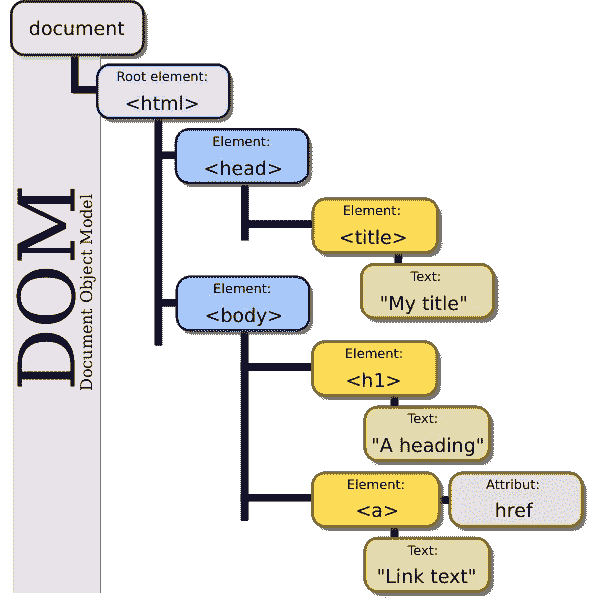 document
Root element:
<html>
Element:
<head>
Element:
<title>
Text:
"My title"
Element:
<body>
Element:
<h1>
Text:
"A heading"
Element:
<a>
Attribut:
href
Text:
"Link text"
DOM
Document Object Model